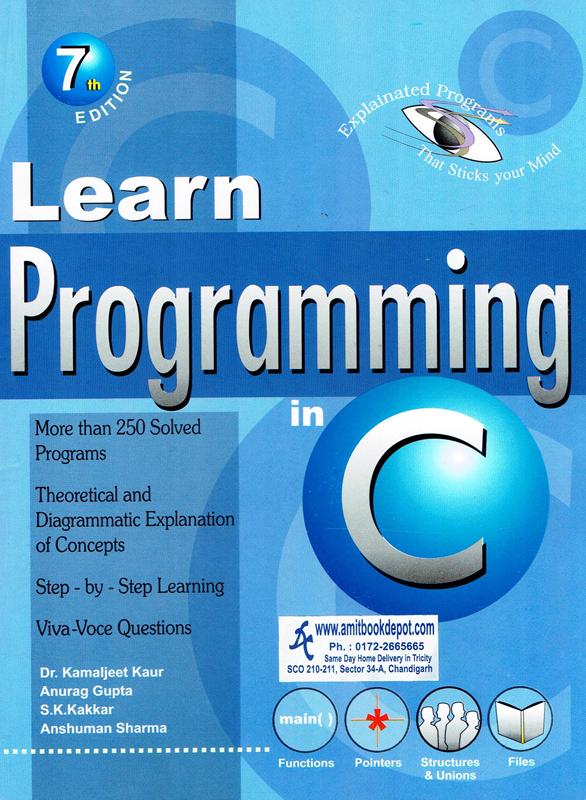 7th
EDITION
Explainated Programs
That Sticks your Mind
Learn
Programming
in
C
More than 250 Solved
Programs
Theoretical and
Diagrammatic Explanation
of Concepts
Step - by - Step Learning
Viva-Voce Questions
Dr. Kamaljeet Kaur
Anurag Gupta
S.K.Kakkar
Anshuman Sharma
www.amitbookdepot.com
Ph. : 0172-2665665
Same Day Home Delivery in Tricity
SCO 210-211, Sector 34-A, Chandigarh
main( )
Functions
Pointers
Structures
& Unions
Files